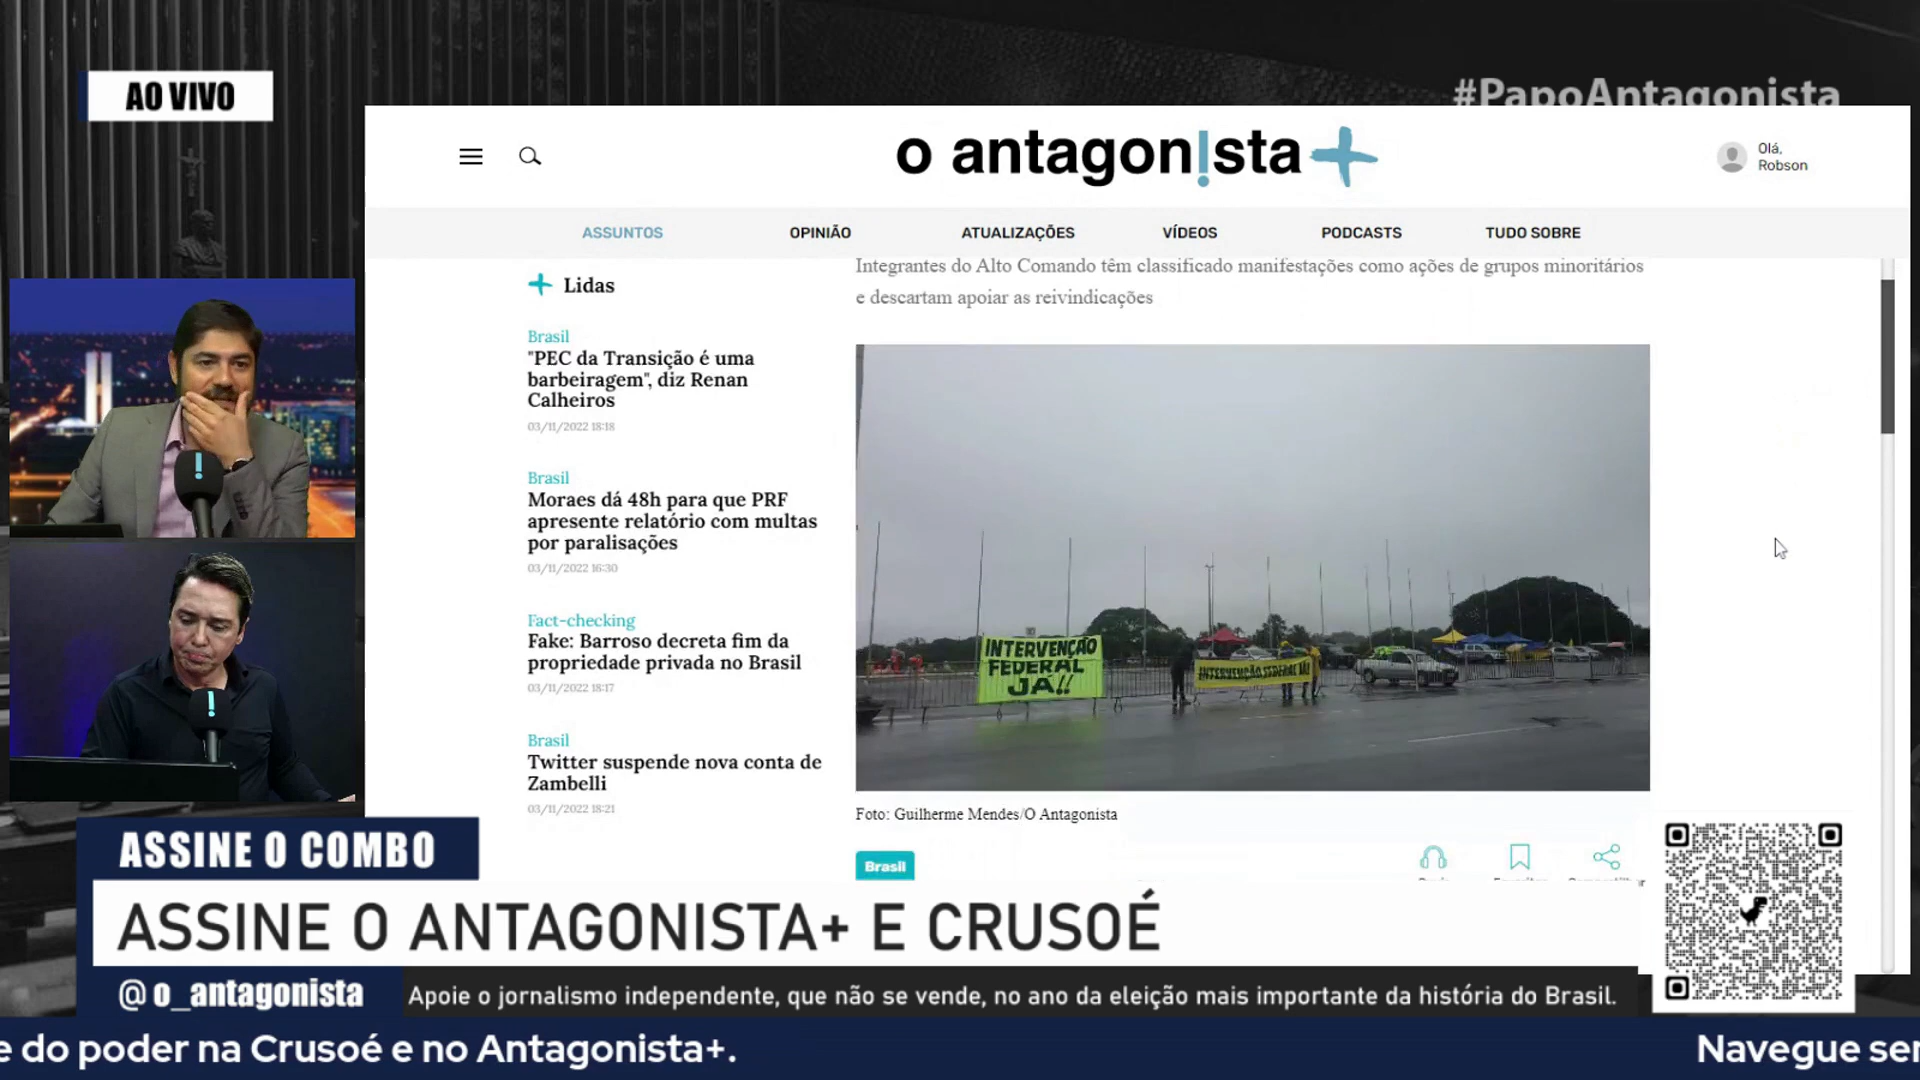 AO VIVO
#PapoAntagonista
o antagonista+
Olá,
Robson
ASSUNTOS
OPINIÃO
ATUALIZAÇÕES
VÍDEOS
PODCASTS
TUDO SOBRE
+ Lidas
Brasil
"PEC da Transição é uma
barbeiragem", diz Renan
Calheiros
03/11/2022 18:18
Brasil
Moraes dá 48h para que PRF
apresente relatório com multas
por paralisações
03/11/2022 16:30
Fact-checking
Fake: Barroso decreta fim da
propriedade privada no Brasil
03/11/2022 18:17
Brasil
Twitter suspende nova conta de
Zambelli
03/11/2022 18:21
Integrantes do Alto Comando têm classificado manifestações como ações de grupos minoritários
e descartam apoiar as reivindicações
INTERVENÇÃO
FEDERAL
JA!!
INTERVENÇÃO FEDERAL JÁ!
Foto: Guilherme Mendes/O Antagonista
Brasil
ASSINE O COMBO
ASSINE O ANTAGONISTA+ E CRUSOÉ
@o_antagonista
Apoie o jornalismo independente, que não se vende, no ano da eleição mais importante da história do Brasil.
e do poder na Crusoé e no Antagonista+.
Navegue ser